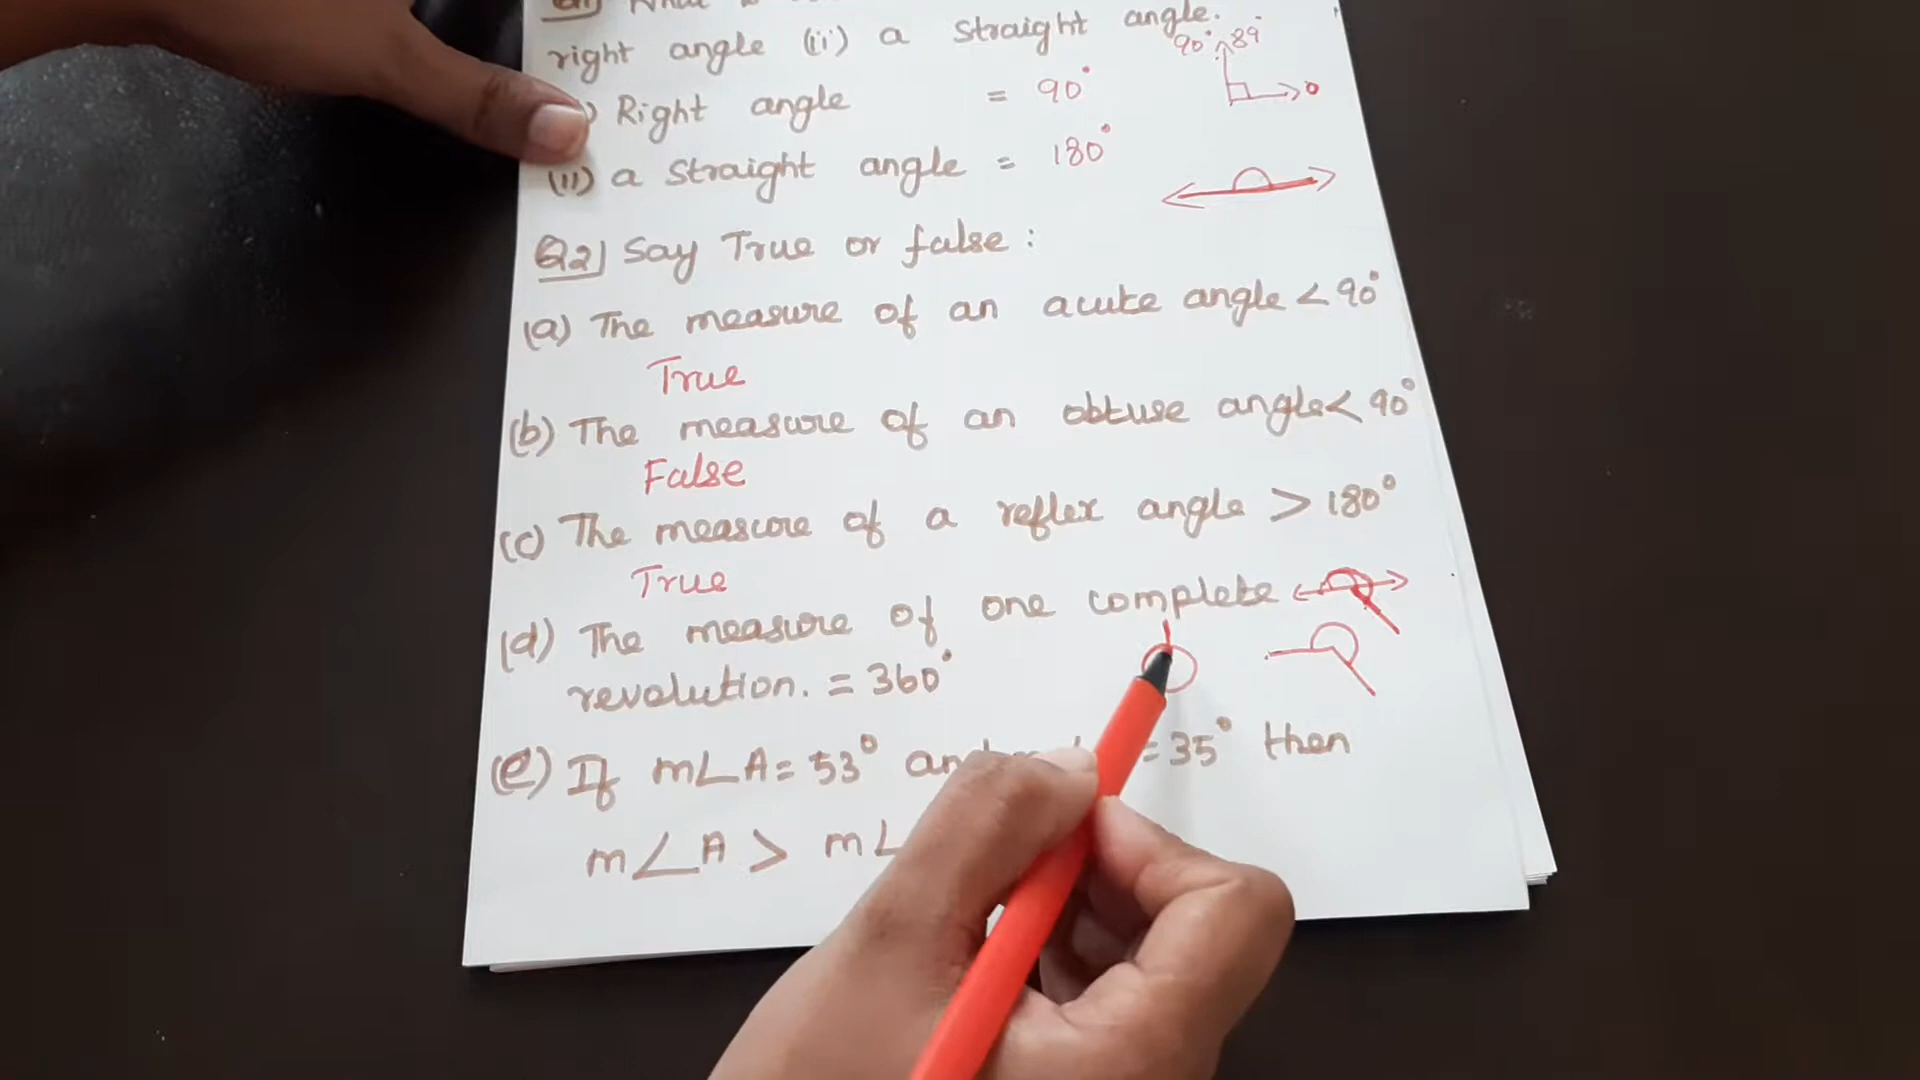 right angle (ii) a straight angle.
90° 89°
) Right angle = 90°
0
(ii) a straight angle = 180°
Q2) Say True or false :
(a) The measure of an acute angle < 90°
True
(b) The measure of an obtuse angle < 90°
False
(c) The measure of a reflex angle > 180°
True
(d) The measure of one complete
revolution. = 360°
(e) If m∠A = 53° an = 35° then
m∠A > m∠